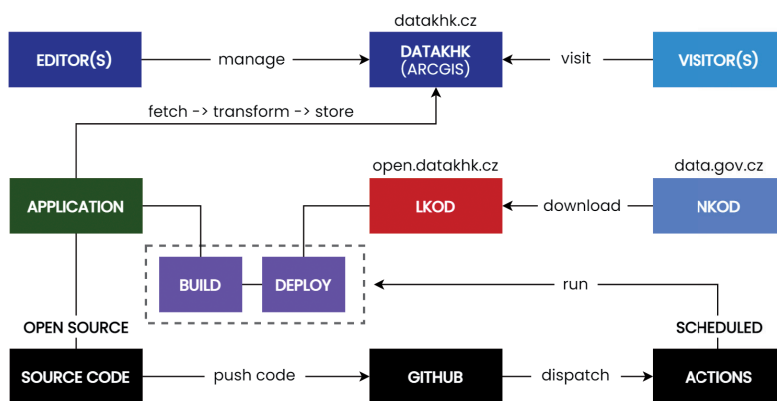 datakhk.cz
EDITOR(S)
manage
DATAKHK
(ARCGIS)
visit
VISITOR(S)
fetch -> transform -> store
open.datakhk.cz
data.gov.cz
APPLICATION
LKOD
download
NKOD
BUILD
DEPLOY
run
OPEN SOURCE
SCHEDULED
SOURCE CODE
push code
GITHUB
dispatch
ACTIONS